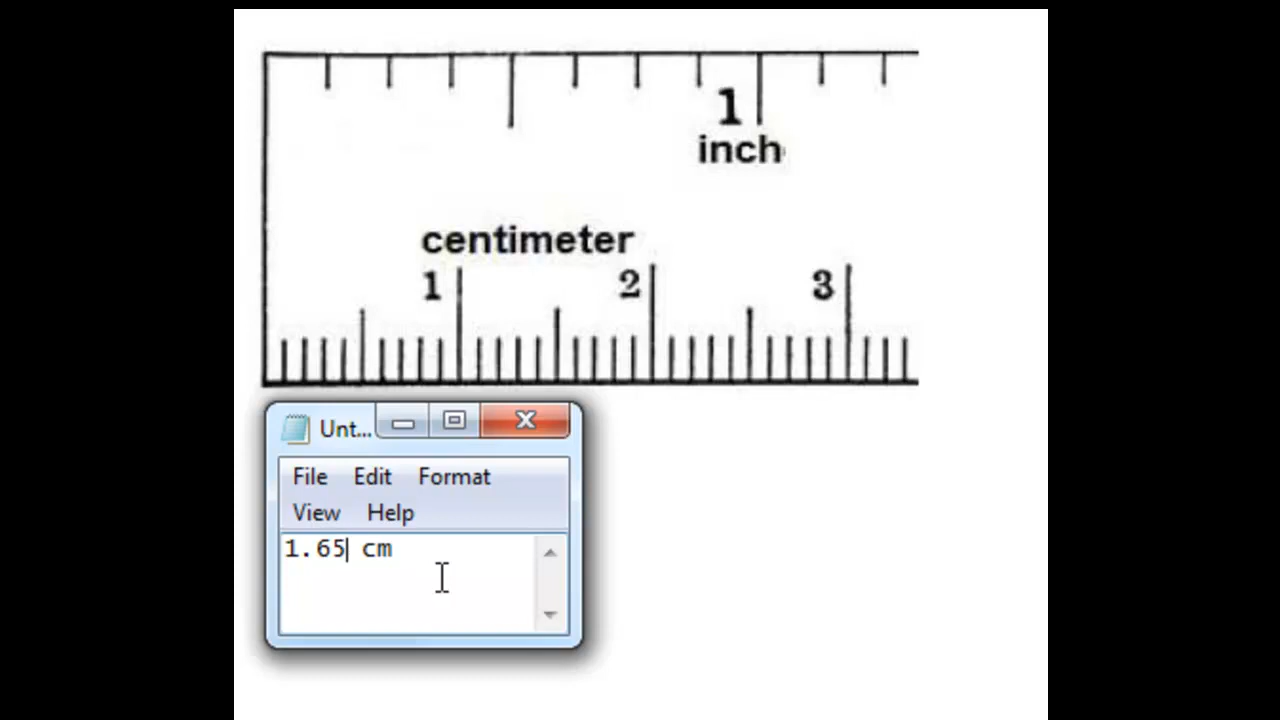 1
inch
centimeter
1 2 3
Unt...
File Edit Format
View Help
1.65 cm